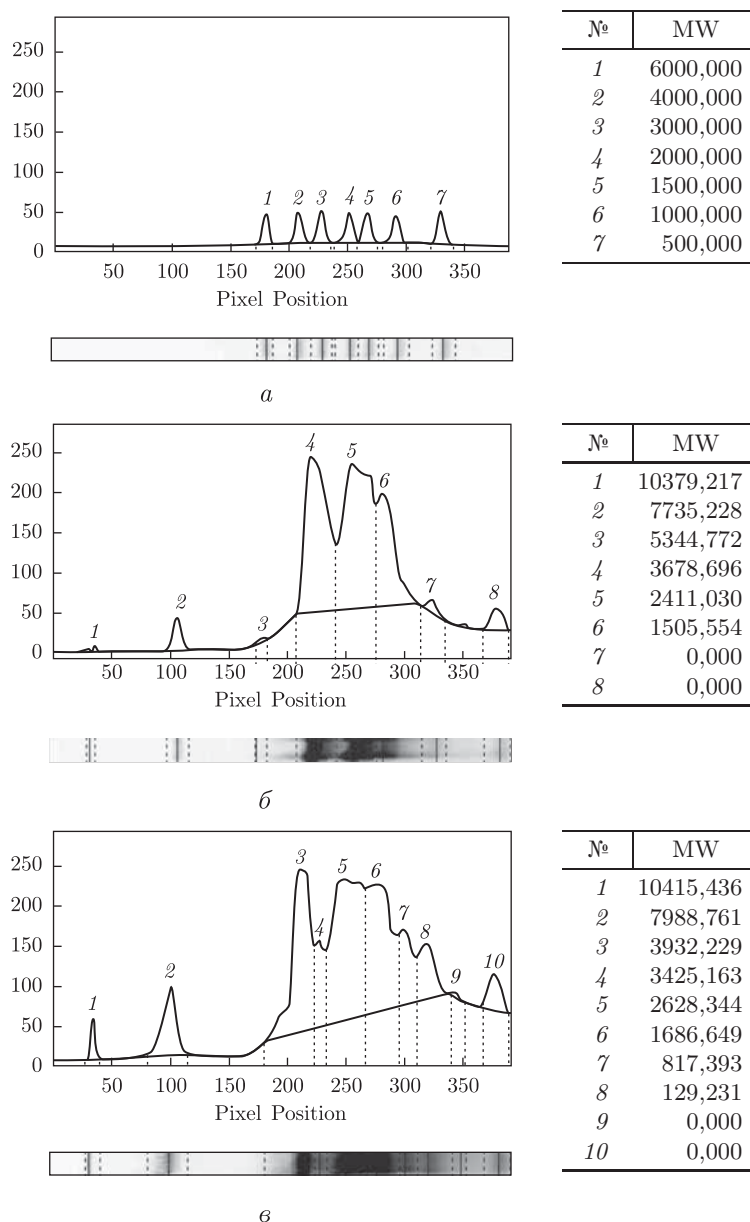 250
200
150
100
50
0
1 2 3 4 5 6 7
50 100 150 200 250 300 350
Pixel Position
а
№ MW
1 6000,000
2 4000,000
3 3000,000
4 2000,000
5 1500,000
6 1000,000
7 500,000
250
200
150
100
50
0
1 2 3 4 5 6 7 8
50 100 150 200 250 300 350
Pixel Position
б
№ MW
1 10379,217
2 7735,228
3 5344,772
4 3678,696
5 2411,030
6 1505,554
7 0,000
8 0,000
250
200
150
100
50
0
1 2 3 4 5 6 7 8 9 10
50 100 150 200 250 300 350
Pixel Position
в
№ MW
1 10415,436
2 7988,761
3 3932,229
4 3425,163
5 2628,344
6 1686,649
7 817,393
8 129,231
9 0,000
10 0,000